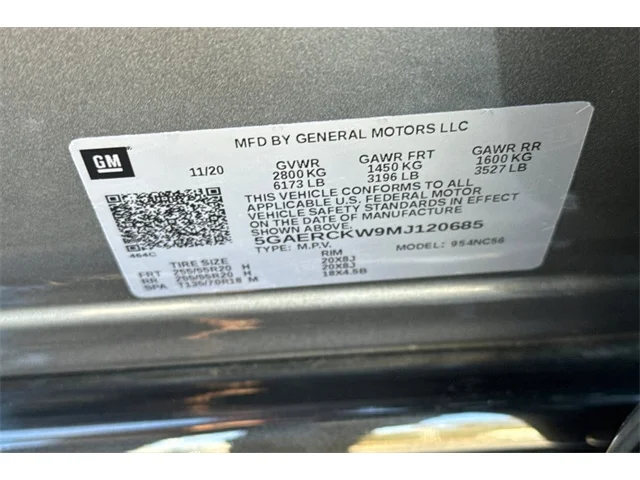 MFD BY GENERAL MOTORS LLC
GM
11/20 GVWR GAWR FRT GAWR RR
2800 KG 1450 KG 1600 KG
6173 LB 3196 LB 3527 LB
THIS VEHICLE CONFORMS TO ALL
APPLICABLE U.S. FEDERAL MOTOR
VEHICLE SAFETY STANDARDS IN EFFECT
ON THE DATE OF MANUFACTURE SHOWN ABOVE.
5GAERCKW9MJ120685
464C
TYPE: M.P.V. MODEL: 954NC56
TIRE SIZE RIM
FRT 255/55R20 H 20X8J
RR 255/55R20 H 20X8J
SPA T135/70R18 M 18X4.5B